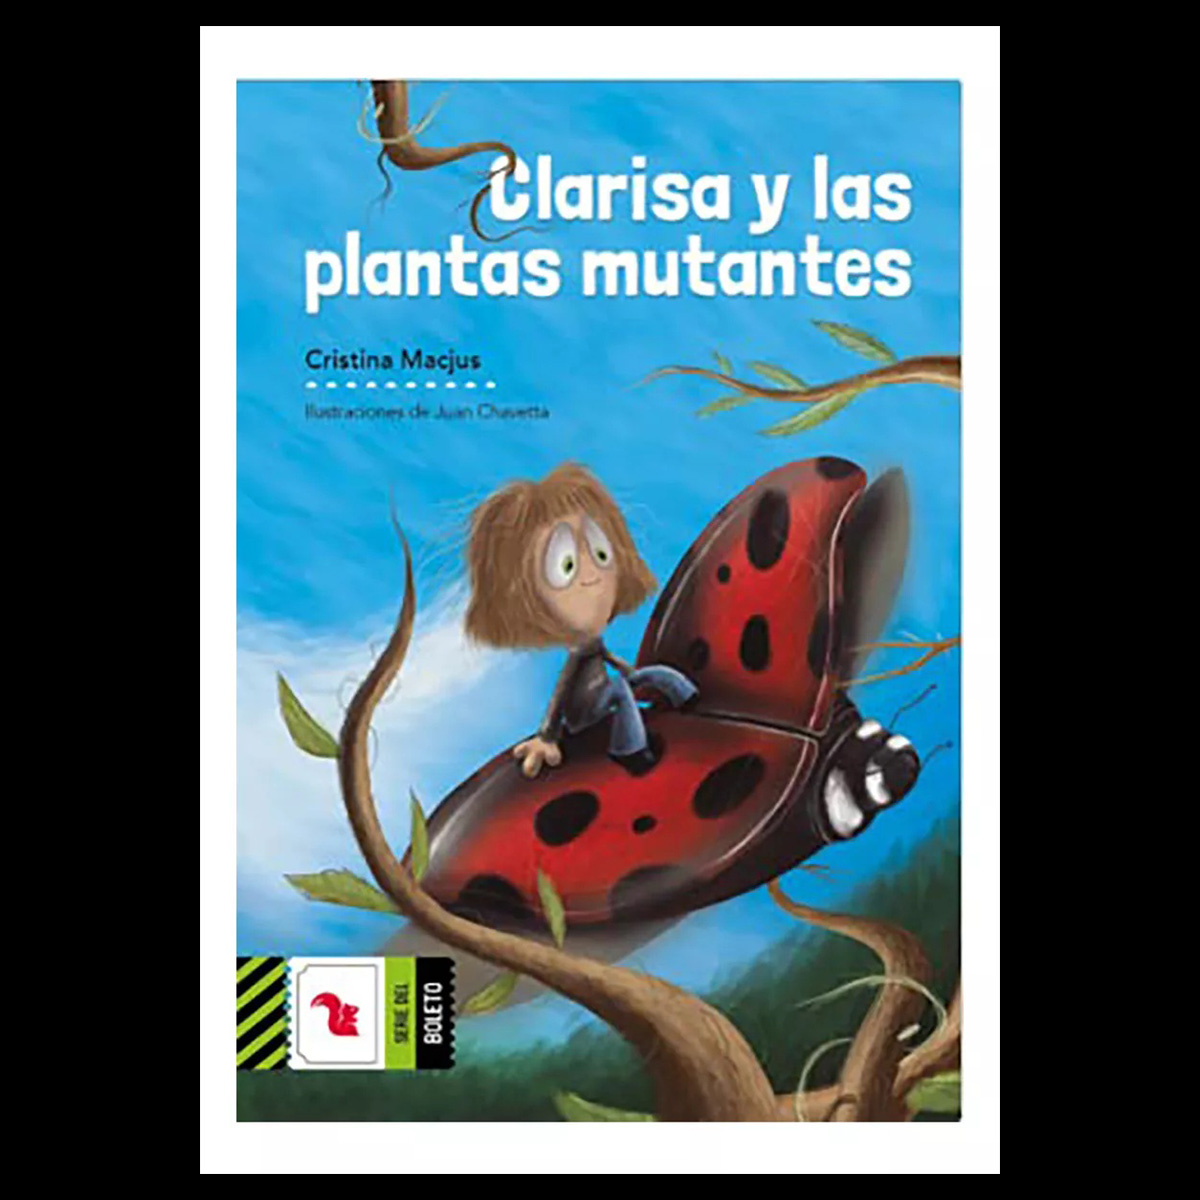 Clarisa y las
plantas mutantes
Cristina Macjus
Ilustraciones de Juan Chavetta
SERIE DEL
BOLETO